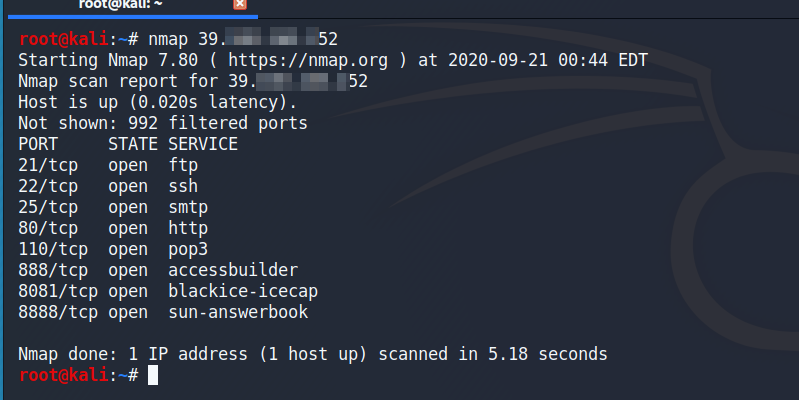 root@kali: ~
root@kali:~# nmap 39. 52
Starting Nmap 7.80 ( https://nmap.org ) at 2020-09-21 00:44 EDT
Nmap scan report for 39. 52
Host is up (0.020s latency).
Not shown: 992 filtered ports
PORT STATE SERVICE
21/tcp open ftp
22/tcp open ssh
25/tcp open smtp
80/tcp open http
110/tcp open pop3
888/tcp open accessbuilder
8081/tcp open blackice-icecap
8888/tcp open sun-answerbook
Nmap done: 1 IP address (1 host up) scanned in 5.18 seconds
root@kali:~#